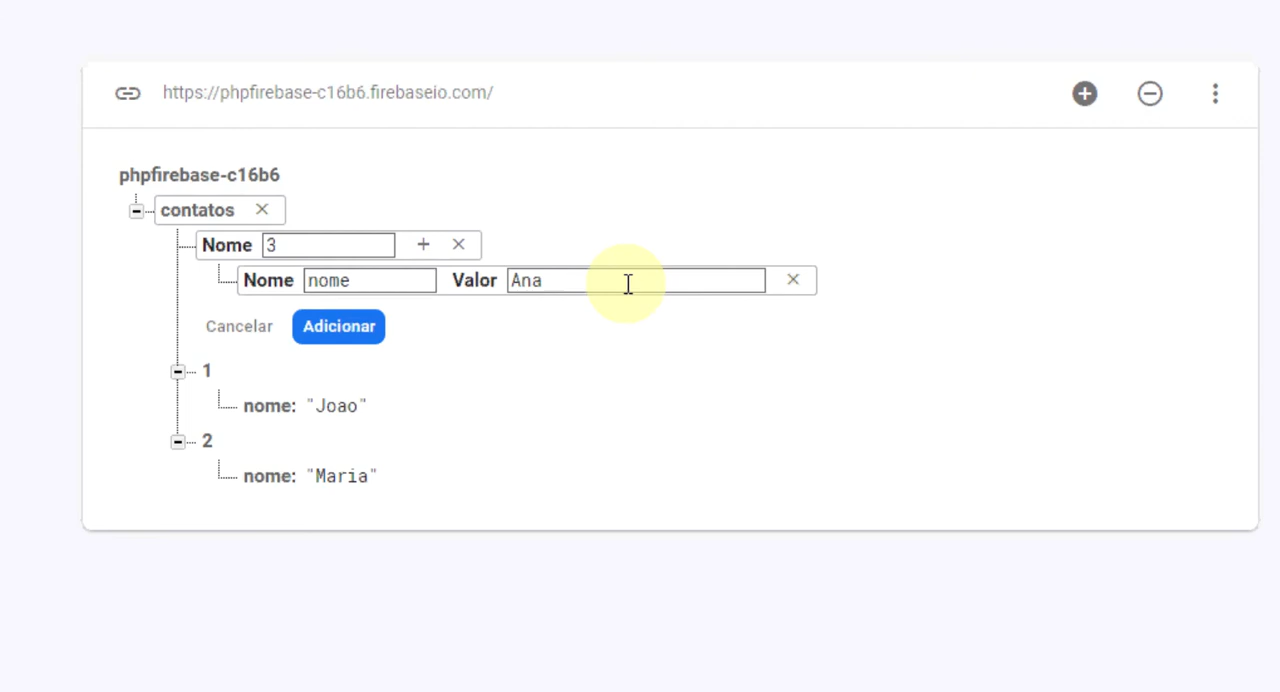 https://phpfirebase-c16b6.firebaseio.com/
phpfirebase-c16b6
contatos
Nome 3
Nome nome Valor Ana
Cancelar Adicionar
1
nome: "Joao"
2
nome: "Maria"